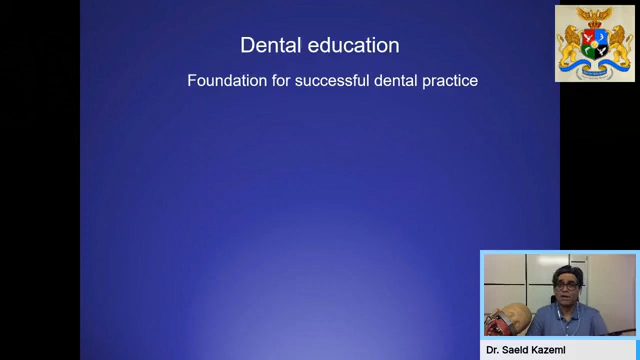 Dental education
Foundation for successful dental practice
Dr. Saeid Kazemi